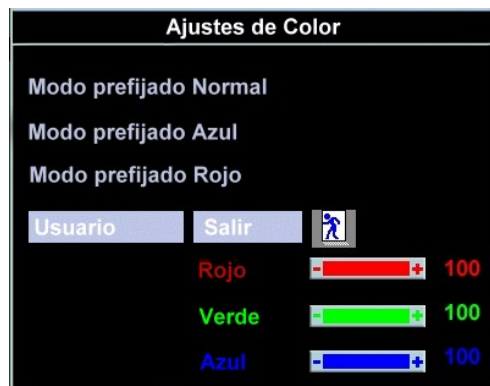 Ajustes de Color
Modo prefijado Normal
Modo prefijado Azul
Modo prefijado Rojo
Usuario Salir
Rojo - + 100
Verde - + 100
Azul - + 100